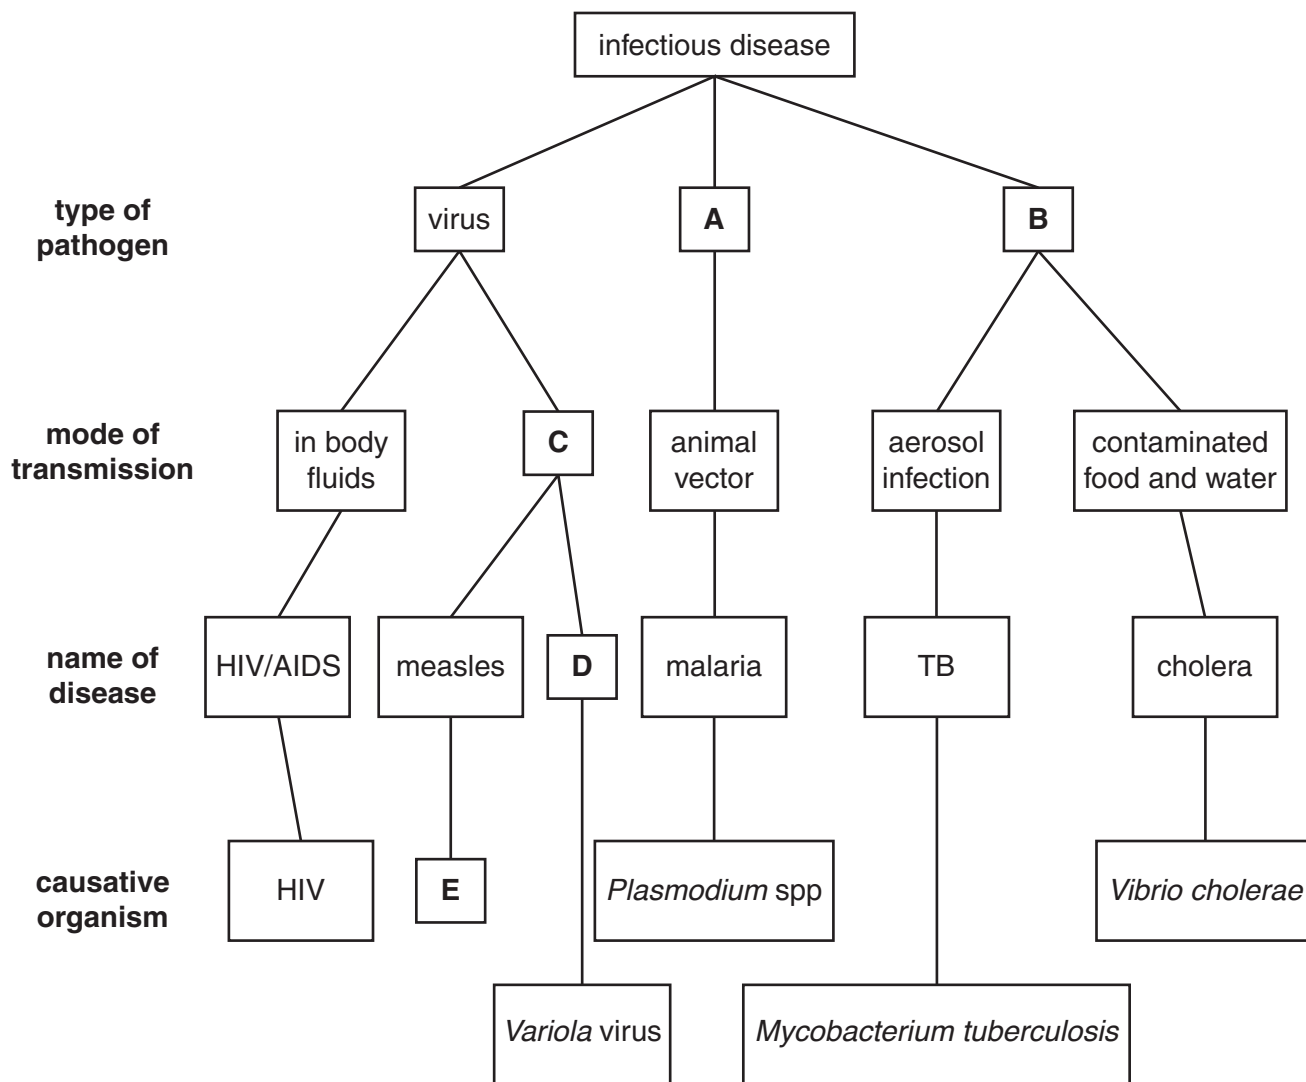 infectious disease
type of
pathogen
virus
A
B
mode of
transmission
in body
fluids
C
animal
vector
aerosol
infection
contaminated
food and water
name of
disease
HIV/AIDS
measles
D
malaria
TB
cholera
causative
organism
HIV
E
Plasmodium spp
Vibrio cholerae
Variola virus
Mycobacterium tuberculosis